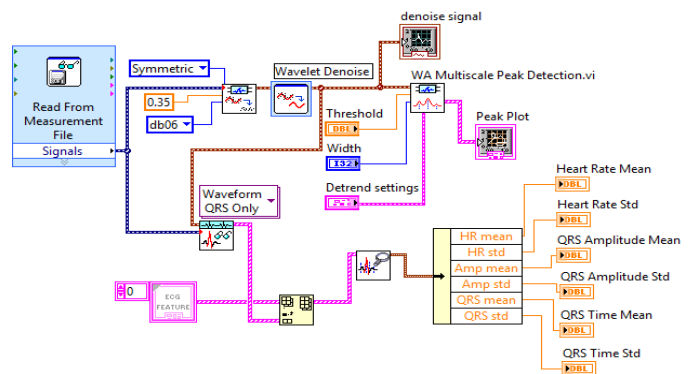 denoise signal
Symmetric
Wavelet Denoise
WA Multiscale Peak Detection.vi
Read From
Measurement
File
Signals
0.35
db06
Threshold
DBL
Width
I32
Detrend settings
Peak Plot
Waveform
QRS Only
Heart Rate Mean
DBL
Heart Rate Std
DBL
QRS Amplitude Mean
DBL
QRS Amplitude Std
DBL
QRS Time Mean
DBL
QRS Time Std
DBL
HR mean
HR std
Amp mean
Amp std
QRS mean
QRS std
0
ECG
FEATURE